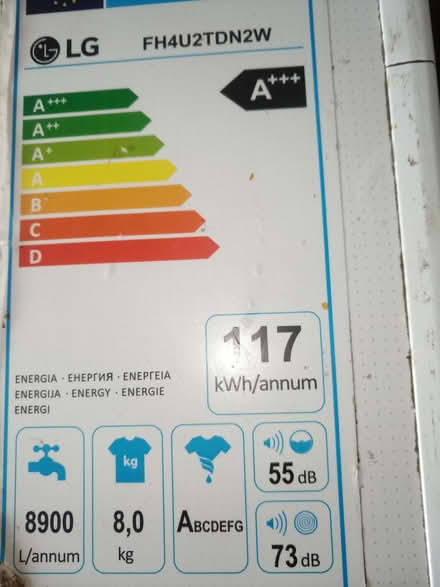 LG FH4U2TDN2W
A+++
A+++
A++
A+
A
B
C
D
117
kWh/annum
ENERGIA · ЕНЕРГИЯ · ΕΝΕΡΓΕΙΑ
ENERGIJA · ENERGY · ENERGIE
ENERGI
8900
L/annum
kg
8,0
kg
ABCDEFG
55 dB
73 dB